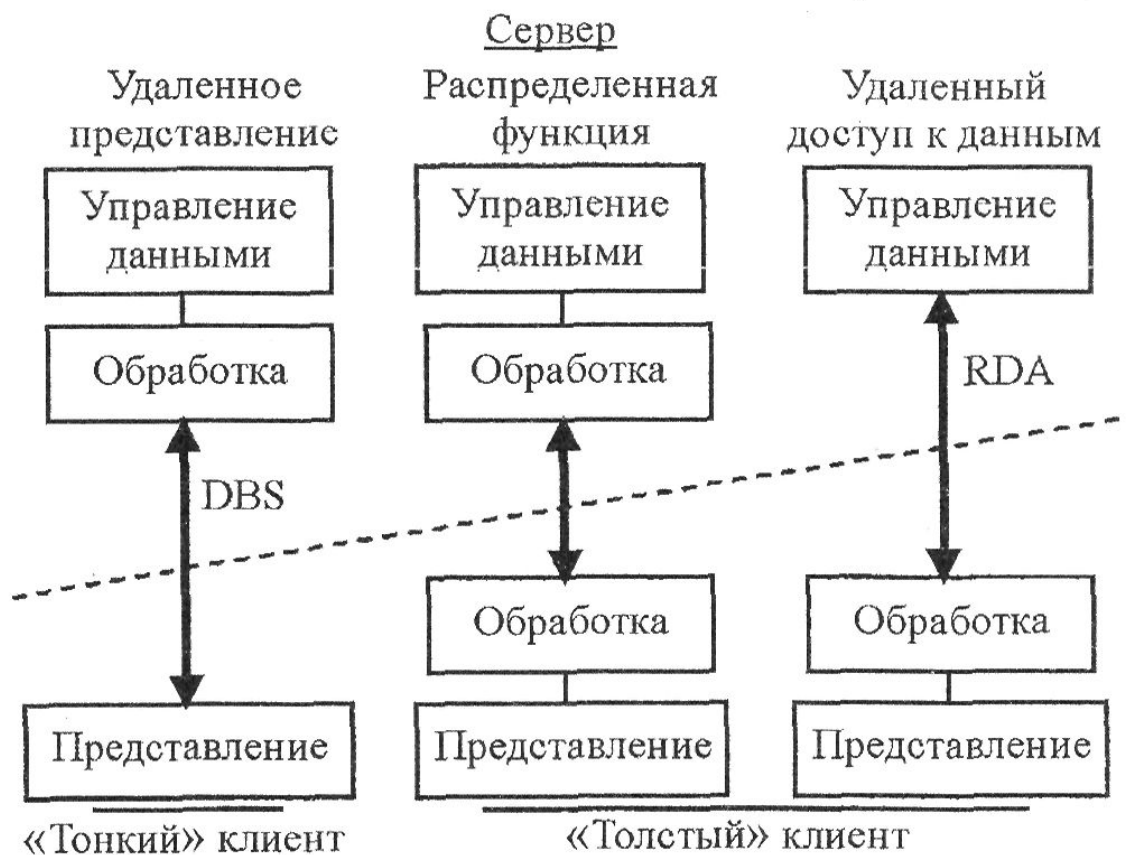 Сервер
Удаленное
представление
Распределенная
функция
Удаленный
доступ к данным
Управление
данными
Управление
данными
Управление
данными
Обработка
Обработка
RDA
DBS
Обработка
Обработка
Представление
Представление
Представление
«Тонкий» клиент
«Толстый» клиент